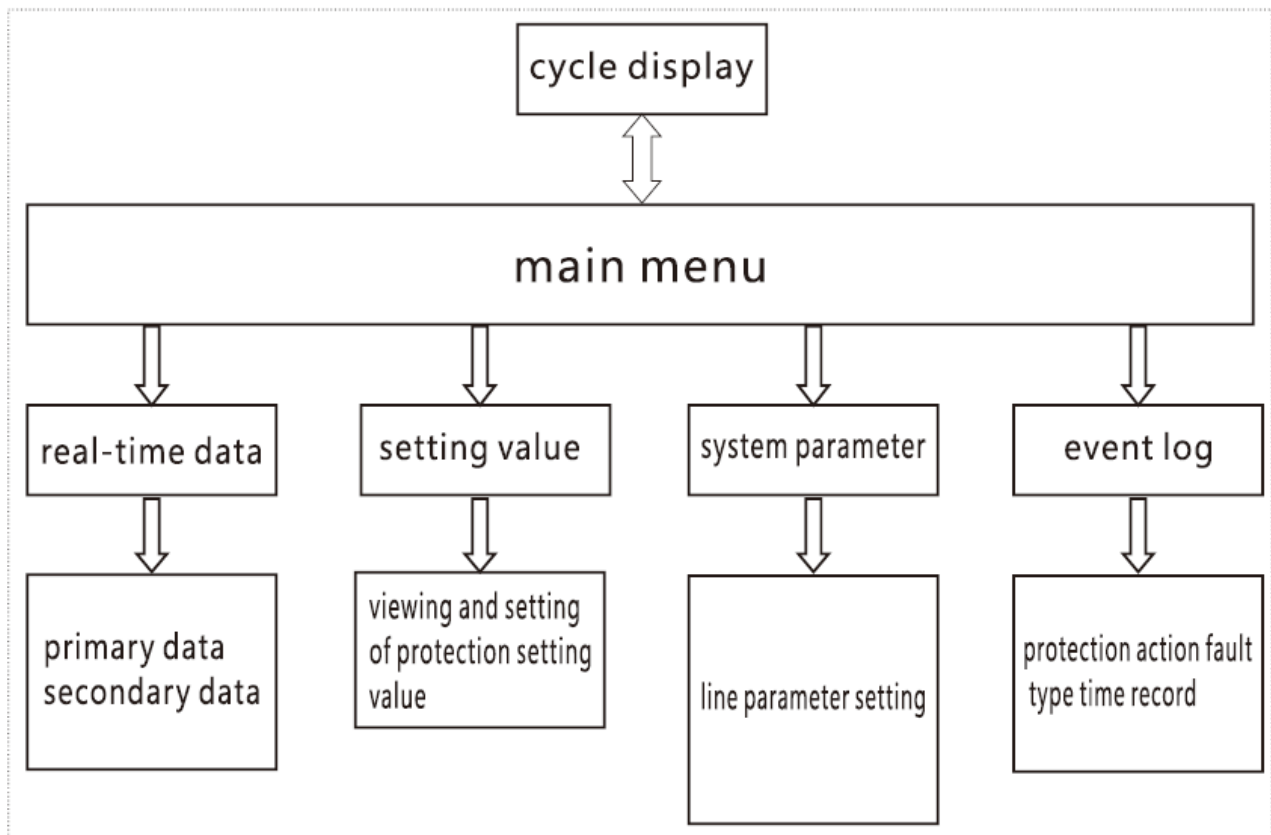 cycle display
main menu
real-time data
setting value
system parameter
event log
primary data
secondary data
viewing and setting
of protection setting
value
line parameter setting
protection action fault
type time record